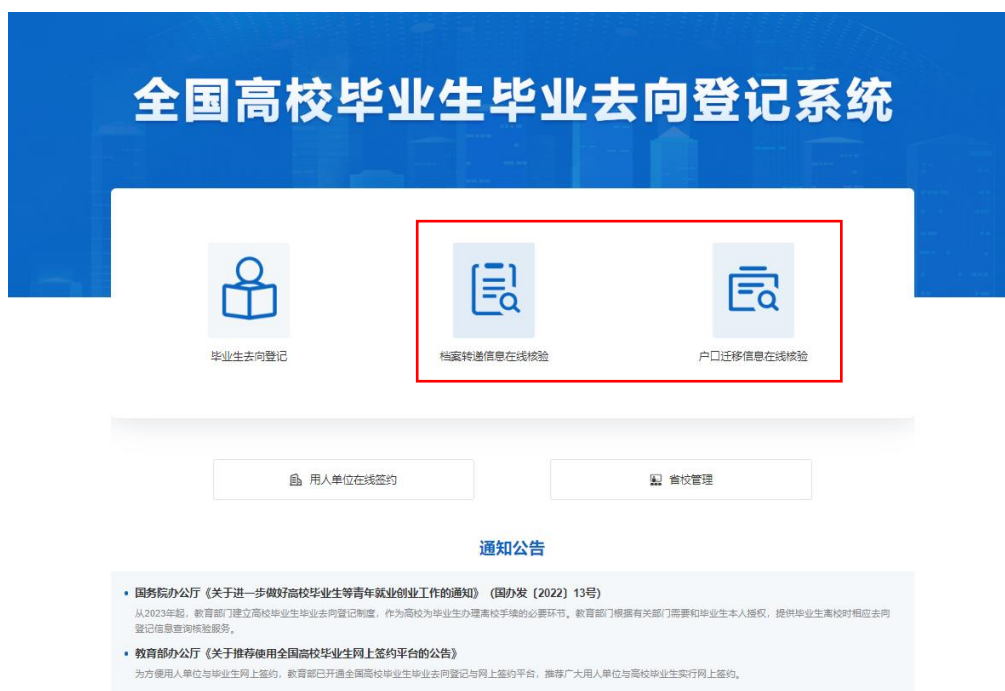 全国高校毕业生毕业去向登记系统
毕业生去向登记
档案转递信息在线核验
户口迁移信息在线核验
用人单位在线签约
省校管理
通知公告
国务院办公厅《关于进一步做好高校毕业生等青年就业创业工作的通知》（国办发〔2022〕13号）
从2023年起，教育部门建立高校毕业生毕业去向登记制度，作为高校为毕业生办理离校手续的必要环节。教育部门根据有关部门需要和毕业生本人授权，提供毕业生离校时相应去向
登记信息查询核验服务。
教育部办公厅《关于推荐使用全国高校毕业生网上签约平台的公告》
为方便用人单位与毕业生网上签约，教育部已开通全国高校毕业生毕业去向登记与网上签约平台，推荐广大用人单位与高校毕业生实行网上签约。